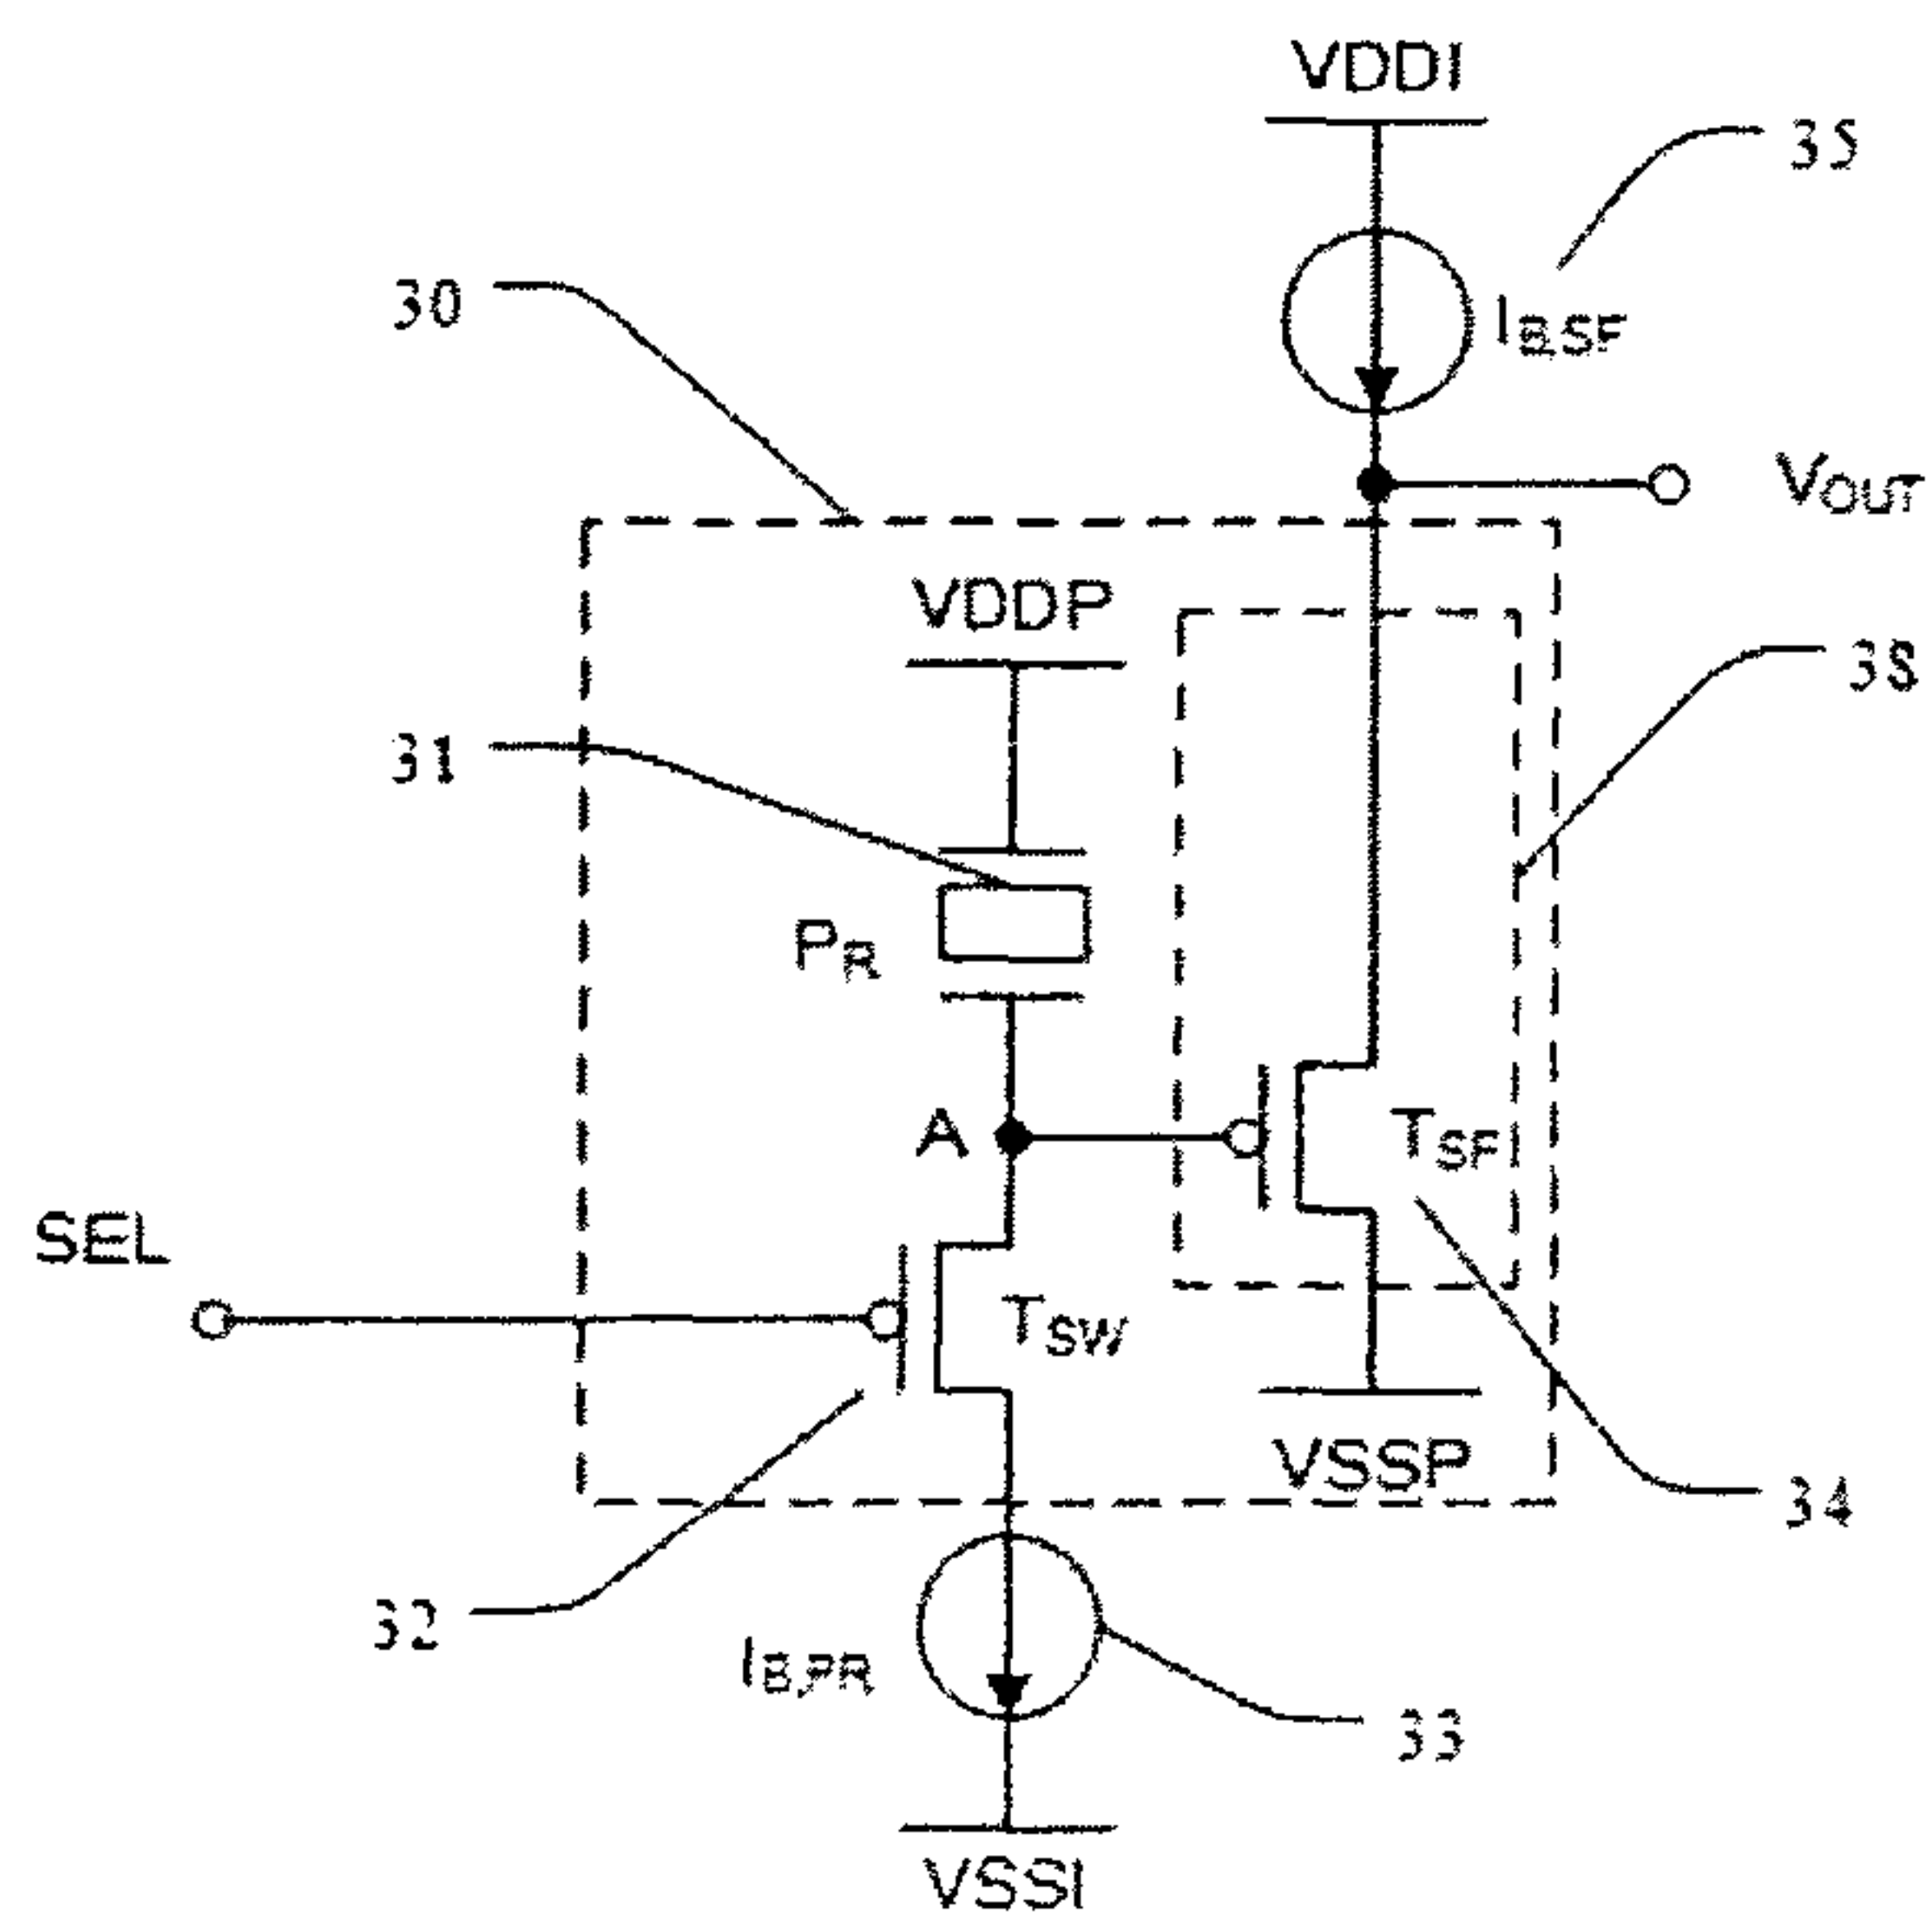 VDDI
35
30
IB,SF
VOUT
VDDP
38
31
PR
A
TSF
SEL
TSW
VSSP
34
32
IB,PR
33
VSSI